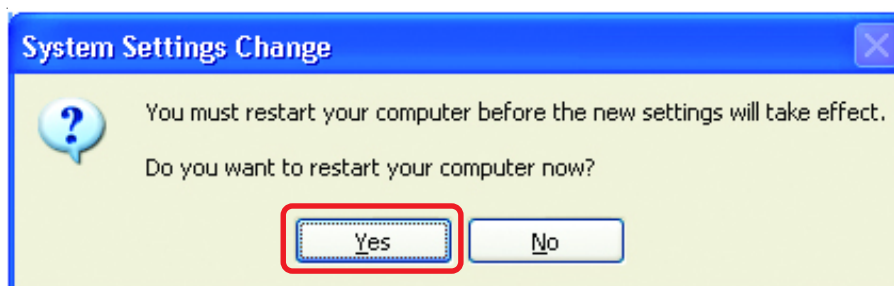 System Settings Change
You must restart your computer before the new settings will take effect.
Do you want to restart your computer now?
Yes No